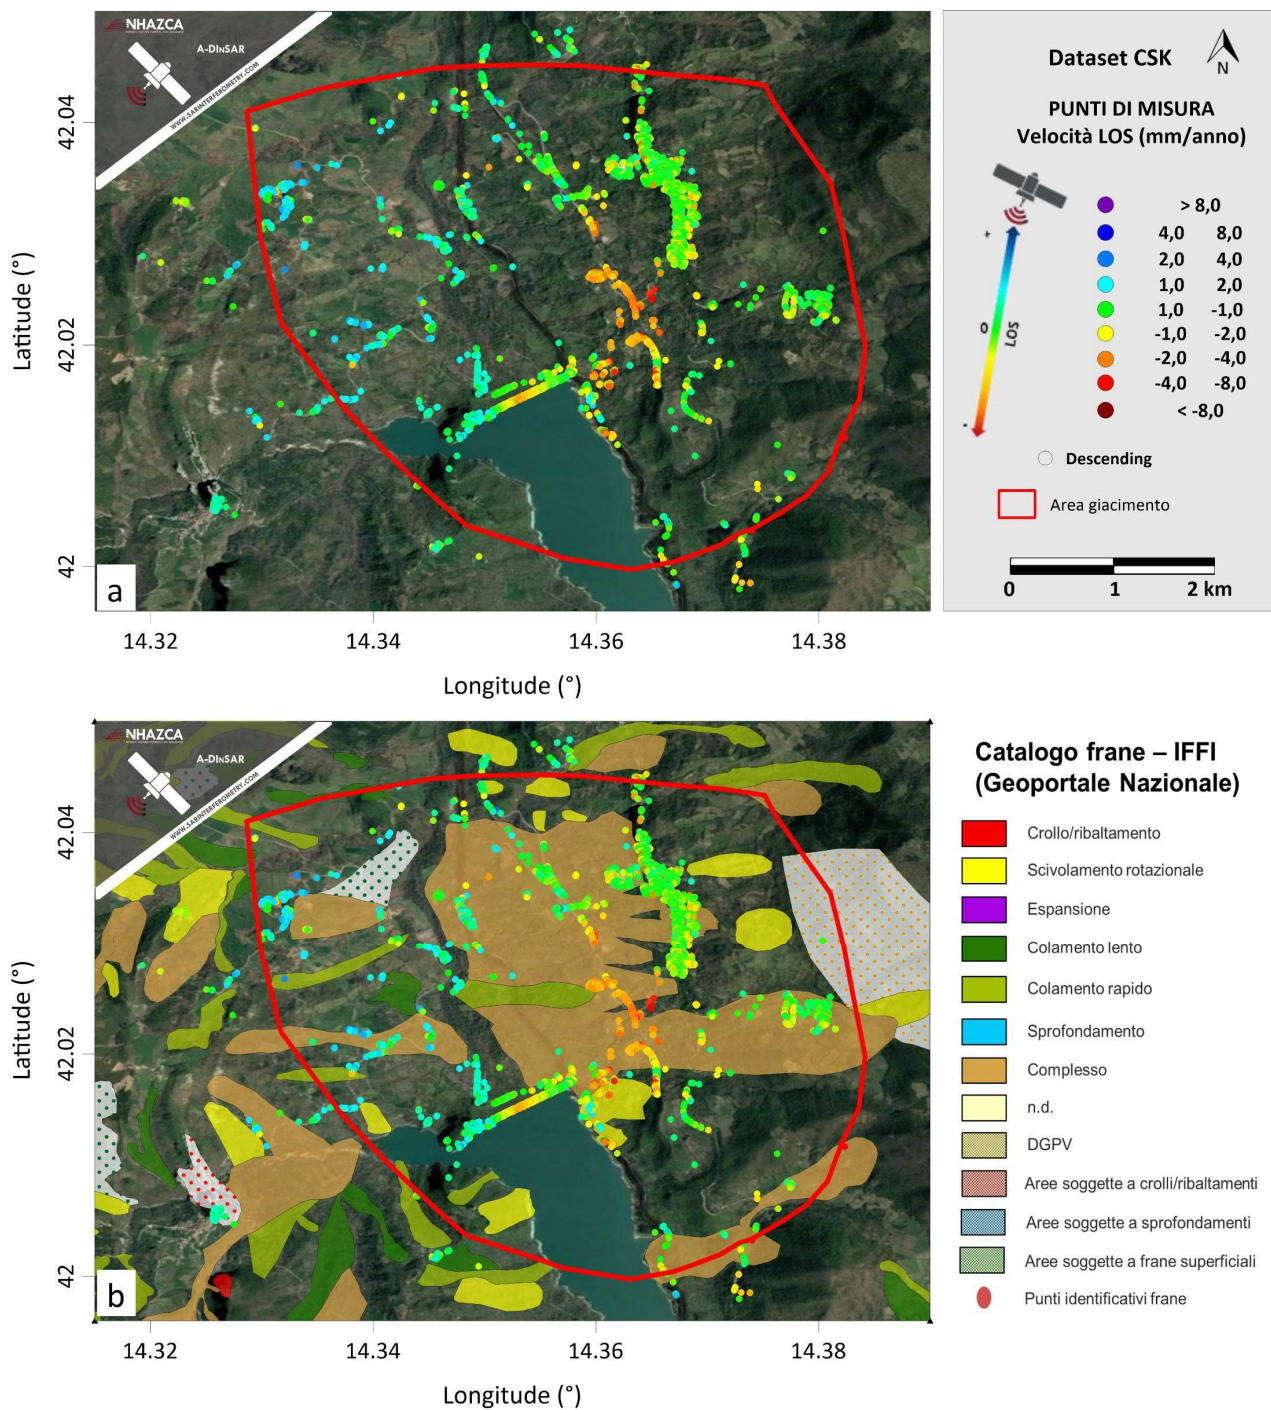 NHAZCA
A-DInSAR
WWW.SARINTERFEROMETRY.COM
42.04
42.02
42
Latitude (°)
a
14.32 14.34 14.36 14.38
Longitude (°)
Dataset CSK
N
PUNTI DI MISURA
Velocità LOS (mm/anno)
+
0
LOS
-
> 8,0
4,0 8,0
2,0 4,0
1,0 2,0
1,0 -1,0
-1,0 -2,0
-2,0 -4,0
-4,0 -8,0
< -8,0
Descending
Area giacimento
0 1 2 km
NHAZCA
A-DInSAR
WWW.SARINTERFEROMETRY.COM
42.04
42.02
42
Latitude (°)
b
14.32 14.34 14.36 14.38
Longitude (°)
Catalogo frane – IFFI
(Geoportale Nazionale)
Crollo/ribaltamento
Scivolamento rotazionale
Espansione
Colamento lento
Colamento rapido
Sprofondamento
Complesso
n.d.
DGPV
Aree soggette a crolli/ribaltamenti
Aree soggette a sprofondamenti
Aree soggette a frane superficiali
Punti identificativi frane